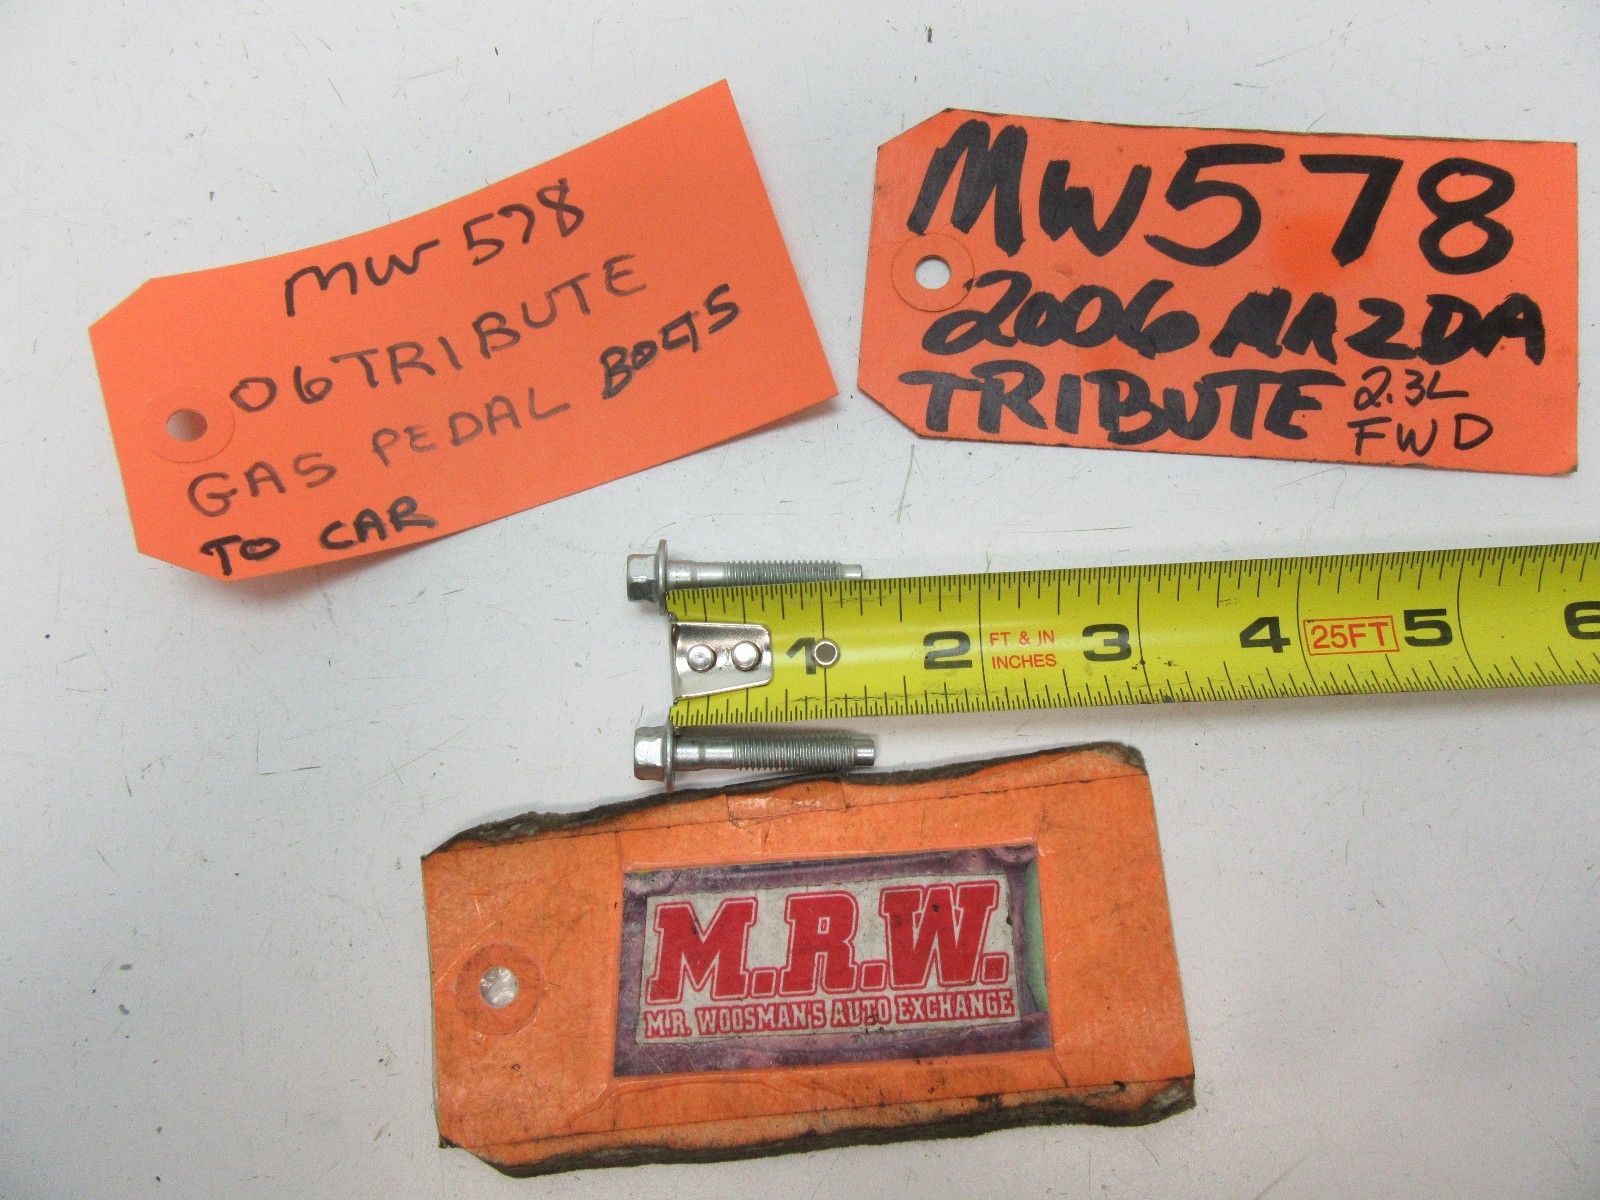 MW 578
06 TRIBUTE
GAS PEDAL BOLTS
TO CAR
MW578
2006 MAZDA
TRIBUTE 2.3L
FWD
1 2 FT & IN INCHES 3 4 25FT 5 6
M.R.W.
M.R. WOOSMAN'S AUTO EXCHANGE